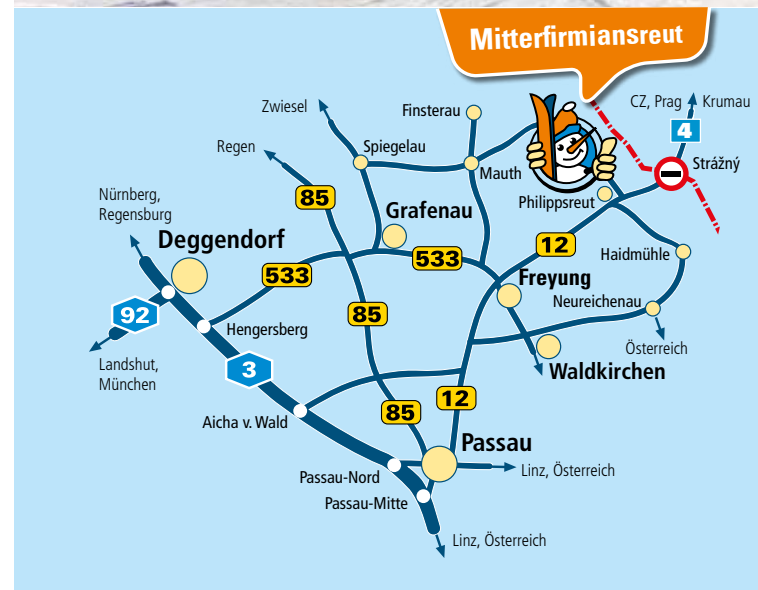 Mitterfirmiansreut
Zwiesel
Finsterau
CZ, Prag
Krumau
4
Regen
Spiegelau
Mauth
Strážný
Nürnberg,
Regensburg
85
Grafenau
Philippsreut
Deggendorf
12
533
533
Haidmühle
Freyung
92
85
Neureichenau
Hengersberg
Österreich
Landshut,
München
3
Waldkirchen
Aicha v. Wald
85
12
Passau
Passau-Nord
Linz, Österreich
Passau-Mitte
Linz, Österreich